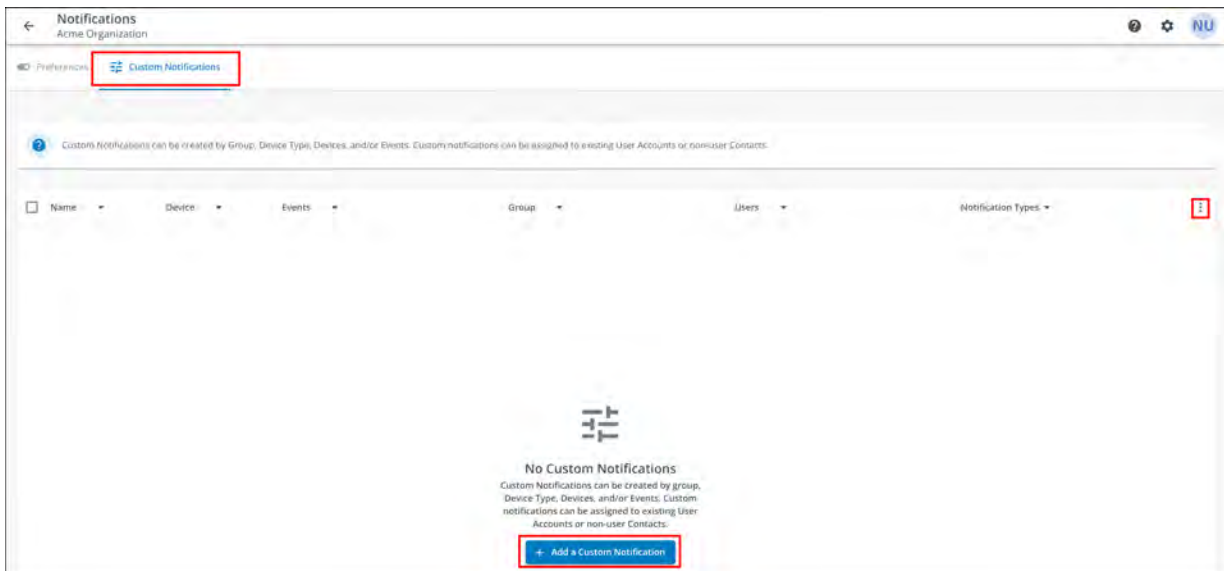 Notifications
Acme Organization
NU
Preferences
Custom Notifications
Custom Notifications can be created by Group, Device Type, Devices, and/or Events. Custom notifications can be assigned to existing User Accounts or non-user Contacts.
Name Device Events Group Users Notification Types
No Custom Notifications
Custom Notifications can be created by group,
Device Type, Devices, and/or Events. Custom
notifications can be assigned to existing User
Accounts or non-user Contacts.
+ Add a Custom Notification